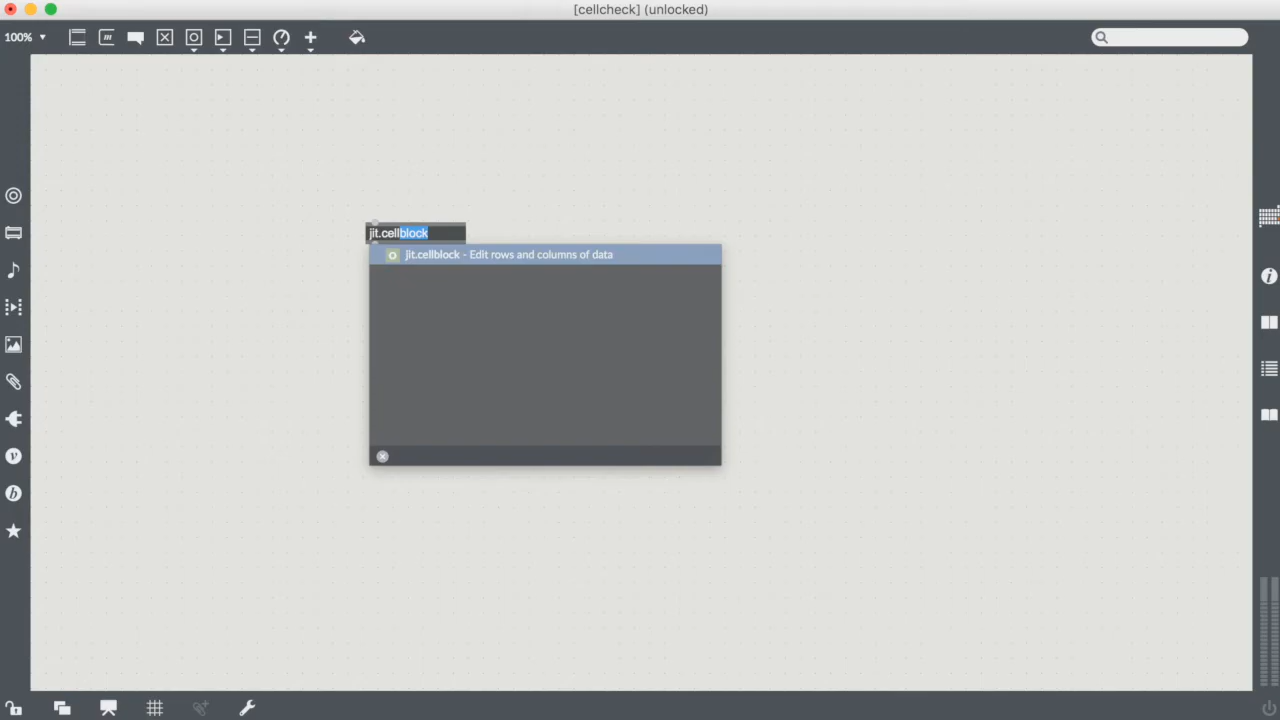 [cellcheck] (unlocked)
100%
jit.cellblock
jit.cellblock - Edit rows and columns of data